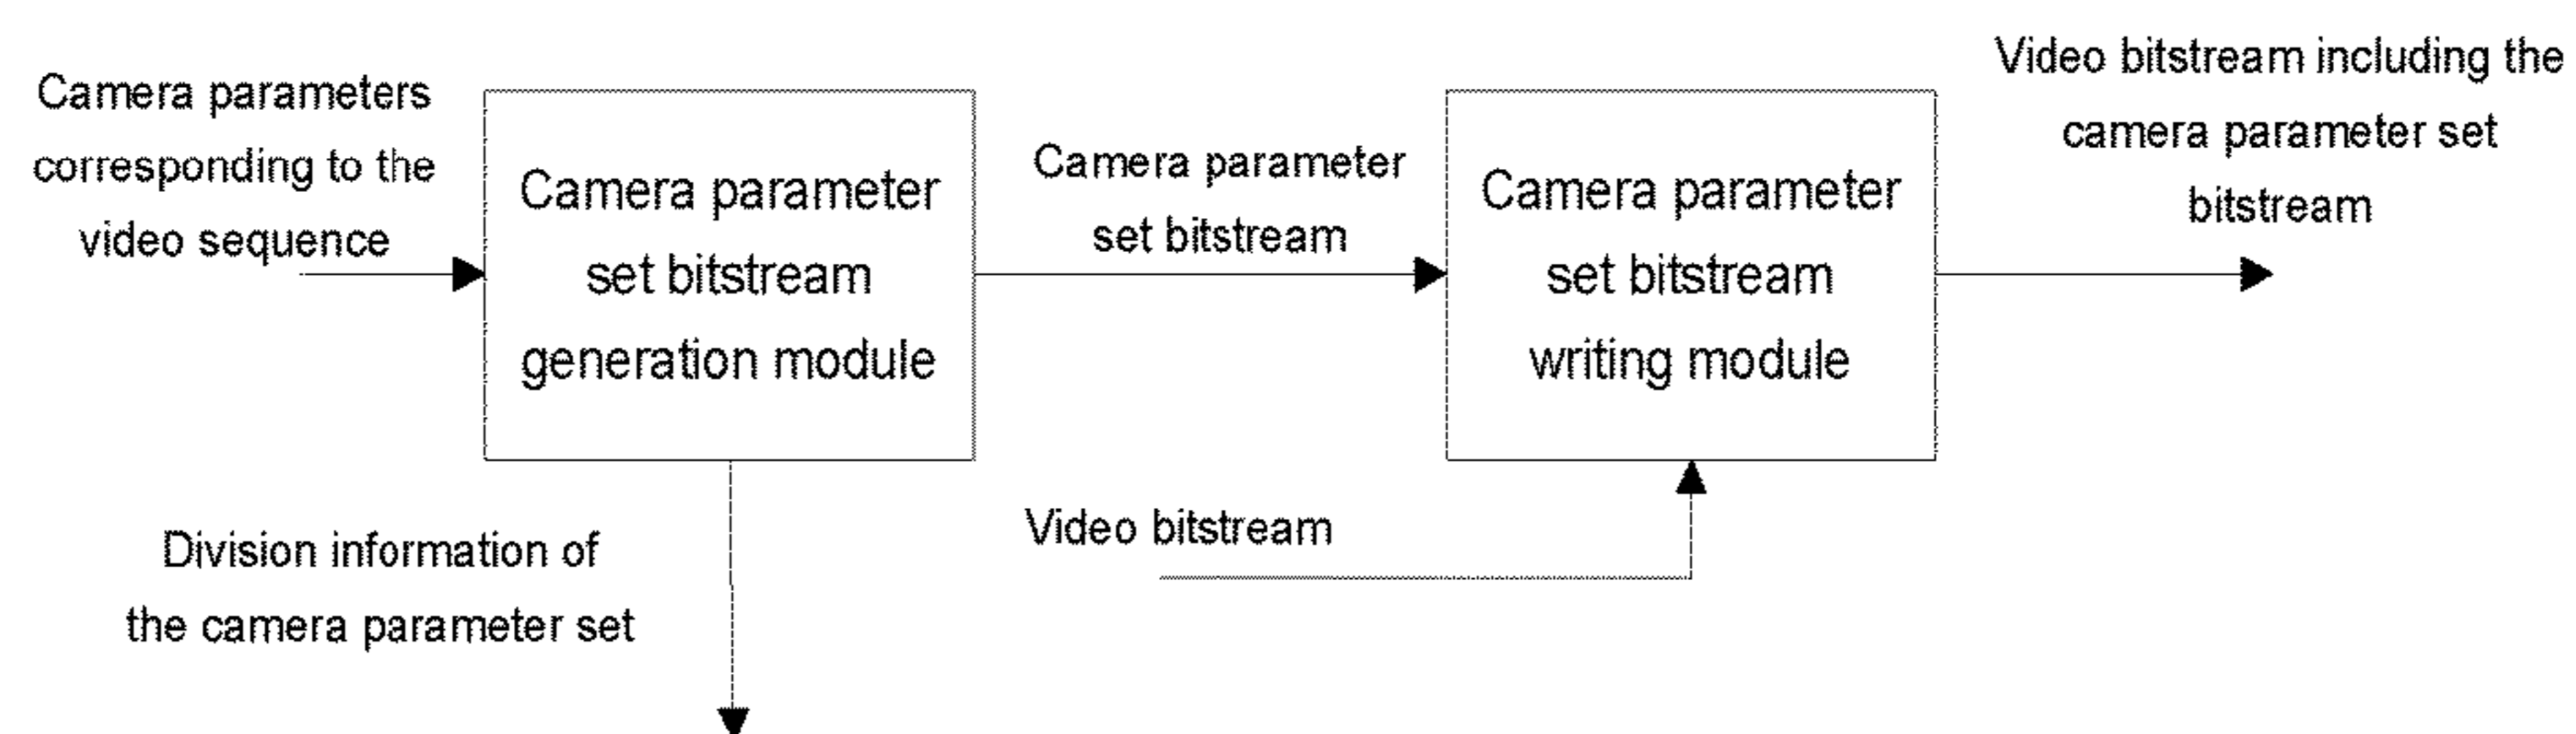 Camera parameters
corresponding to the
video sequence
Camera parameter
set bitstream
generation module
Camera parameter
set bitstream
Camera parameter
set bitstream
writing module
Video bitstream including the
camera parameter set
bitstream
Division information of
the camera parameter set
Video bitstream